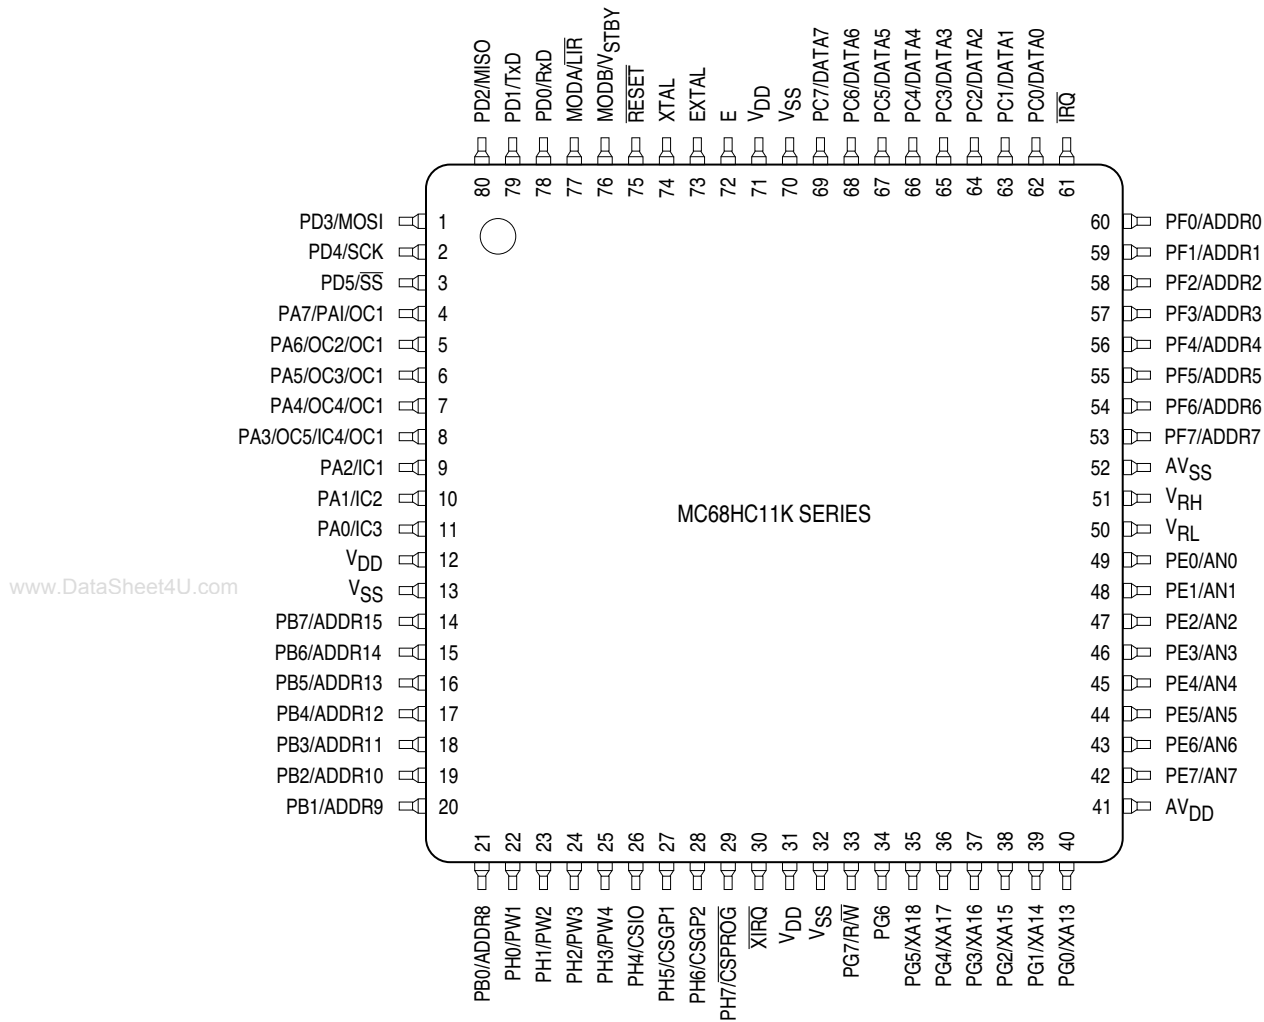 PD2/MISO
PD1/TxD
PD0/RxD
MODA/LIR
MODB/VSTBY
RESET
XTAL
EXTAL
E
VDD
VSS
PC7/DATA7
PC6/DATA6
PC5/DATA5
PC4/DATA4
PC3/DATA3
PC2/DATA2
PC1/DATA1
PC0/DATA0
IRQ
80 79 78 77 76 75 74 73 72 71 70 69 68 67 66 65 64 63 62 61
PD3/MOSI 1 60 PF0/ADDR0
PD4/SCK 2 59 PF1/ADDR1
PD5/SS 3 58 PF2/ADDR2
PA7/PAI/OC1 4 57 PF3/ADDR3
PA6/OC2/OC1 5 56 PF4/ADDR4
PA5/OC3/OC1 6 55 PF5/ADDR5
PA4/OC4/OC1 7 54 PF6/ADDR6
PA3/OC5/IC4/OC1 8 53 PF7/ADDR7
PA2/IC1 9 52 AVSS
PA1/IC2 10 51 VRH
MC68HC11K SERIES
PA0/IC3 11 50 VRL
VDD 12 49 PE0/AN0
www.DataSheet4U.com
VSS 13 48 PE1/AN1
PB7/ADDR15 14 47 PE2/AN2
PB6/ADDR14 15 46 PE3/AN3
PB5/ADDR13 16 45 PE4/AN4
PB4/ADDR12 17 44 PE5/AN5
PB3/ADDR11 18 43 PE6/AN6
PB2/ADDR10 19 42 PE7/AN7
PB1/ADDR9 20 41 AVDD
21 22 23 24 25 26 27 28 29 30 31 32 33 34 35 36 37 38 39 40
PB0/ADDR8
PH0/PW1
PH1/PW2
PH2/PW3
PH3/PW4
PH4/CSIO
PH5/CSGP1
PH6/CSGP2
PH7/CSPROG
XIRQ
VDD
VSS
PG7/R/W
PG6
PG5/XA18
PG4/XA17
PG3/XA16
PG2/XA15
PG1/XA14
PG0/XA13